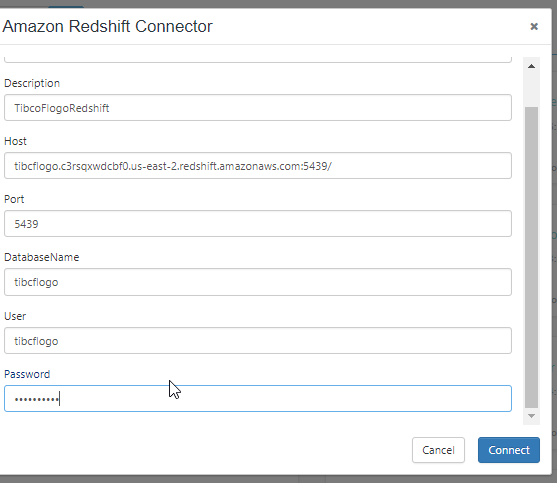 Amazon Redshift Connector
Description
TibcoFlogoRedshift
Host
tibcflogo.c3rsqxwdcbf0.us-east-2.redshift.amazonaws.com:5439/
Port
5439
DatabaseName
tibcflogo
User
tibcflogo
Password
••••••••••
Cancel
Connect